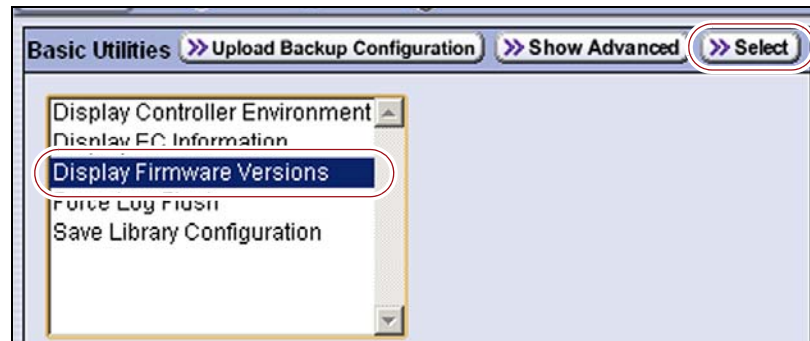 Basic Utilities >> Upload Backup Configuration >> Show Advanced >> Select
Display Controller Environment
Display EC Information
Display Firmware Versions
Force Log Flush
Save Library Configuration